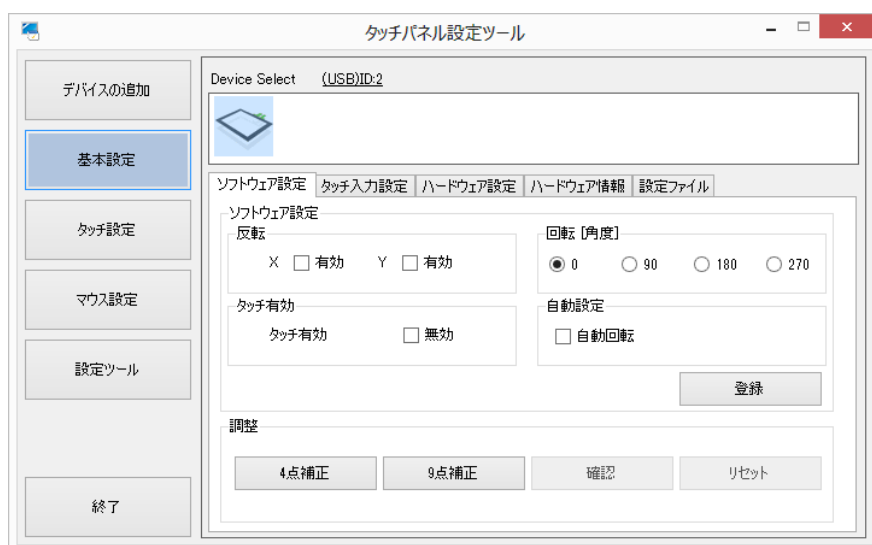 タッチパネル設定ツール
デバイスの追加
基本設定
タッチ設定
マウス設定
設定ツール
終了
Device Select (USB)ID:2
ソフトウェア設定 タッチ入力設定 ハードウェア設定 ハードウェア情報 設定ファイル
ソフトウェア設定
反転
X 有効 Y 有効
回転 [角度]
0 90 180 270
タッチ有効
タッチ有効 無効
自動設定
自動回転
登録
調整
4点補正 9点補正 確認 リセット